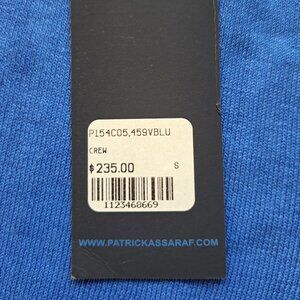 P154C05,459VBLU
CREW
$235.00 S
1123468669
WWW.PATRICKASSARAF.COM